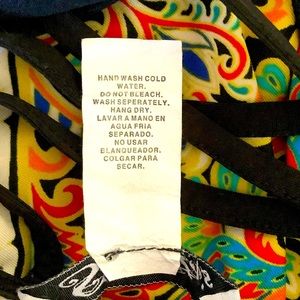 HAND WASH COLD
WATER.
DO NOT BLEACH.
WASH SEPERATELY.
HANG DRY.
LAVAR A MANO EN
AGUA FRIA
SEPARADO.
NO USAR
BLANQUEADOR.
COLGAR PARA
SECAR.